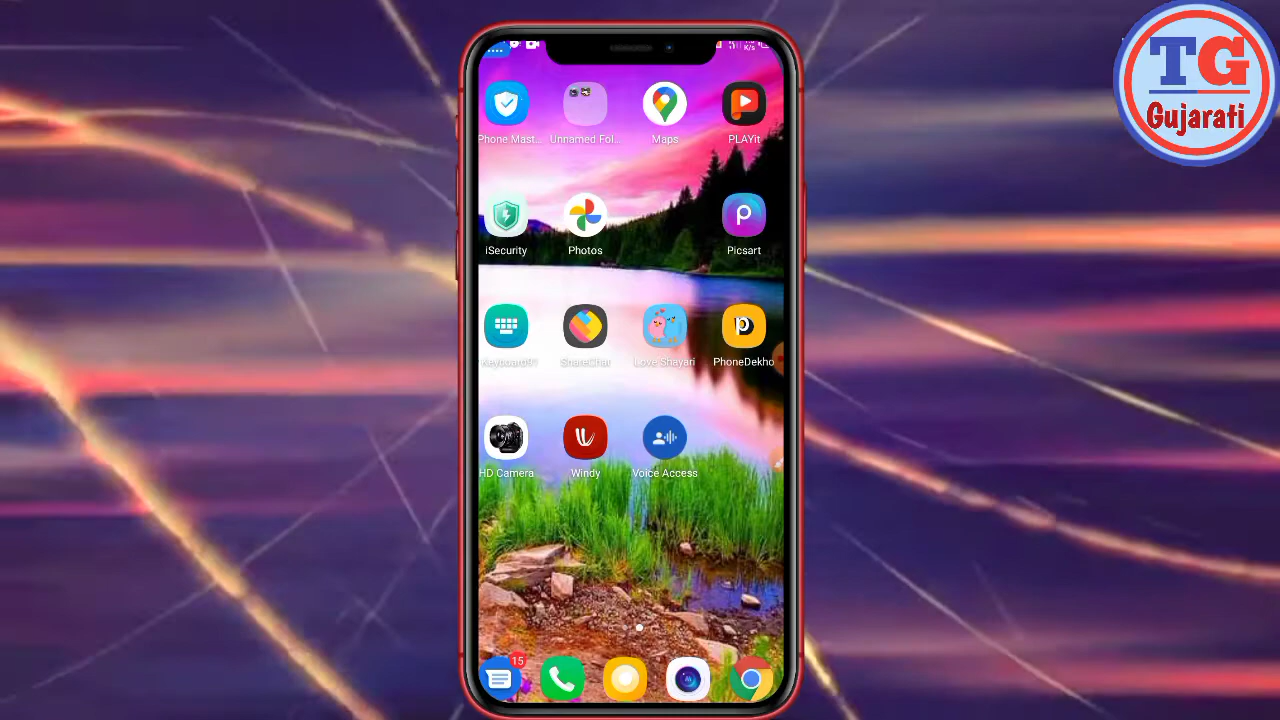 TG
Gujarati
K/s
Phone Mast... Unnamed Fol... Maps PLAYit
iSecurity Photos Picsart
Keyboard91 ShareChat Love Shayari PhoneDekho
HD Camera Windy Voice Access
15